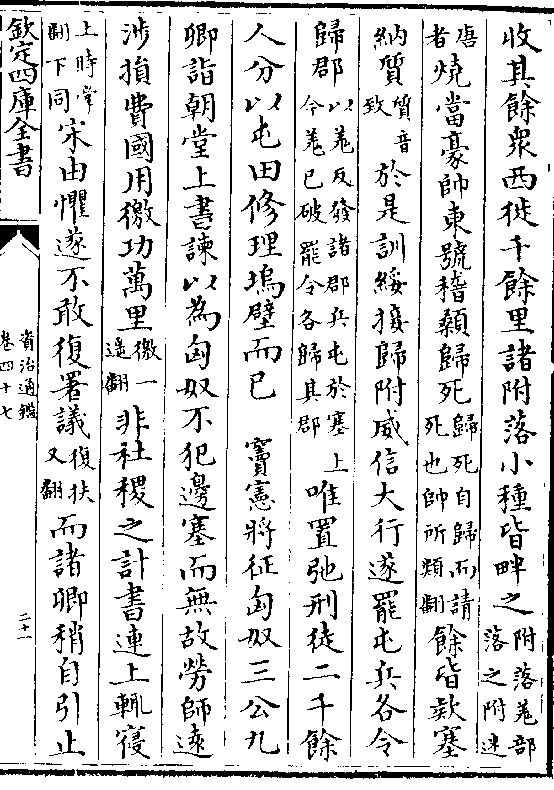 收其餘衆西徙千餘里諸附落小種皆畔之附落羌部落之附迷
唐者燒當豪帥東號稽顙歸死歸死自歸而請死也帥所類翻餘皆欵塞
納質質音致於是訓綏接歸附威信大行遂罷屯兵各令
歸郡以羌反發諸郡兵屯於塞上今羌已破罷令各歸其郡唯置弛刑徒二千餘
人分以屯田修理塢壁而已 竇憲將征匈奴三公九
卿詣朝堂上書諫以為匈奴不犯邊塞而無故勞師遠
涉損費國用徼功萬里徼一遥翻非社稷之計書連上輒寢
上時掌翻下同宋由懼遂不敢復署議復扶又翻而諸卿稍自引止
欽定四庫全書
資治通鑑
卷四十七
二十一